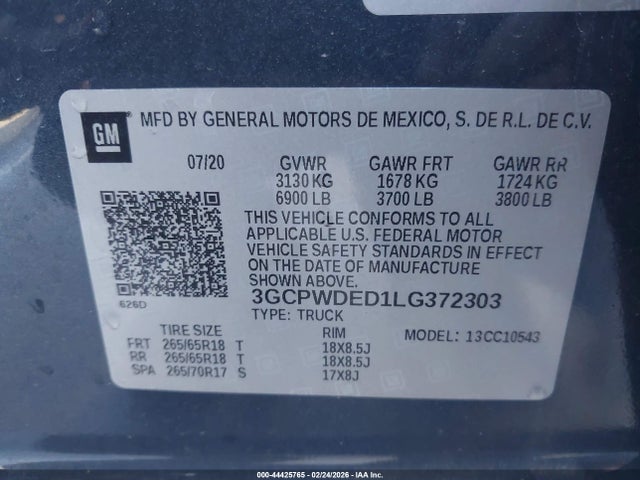 GM
MFD BY GENERAL MOTORS DE MEXICO, S. DE R.L. DE C.V.
07/20 GVWR GAWR FRT GAWR RR
3130 KG 1678 KG 1724 KG
6900 LB 3700 LB 3800 LB
THIS VEHICLE CONFORMS TO ALL
APPLICABLE U.S. FEDERAL MOTOR
VEHICLE SAFETY STANDARDS IN EFFECT
ON THE DATE OF MANUFACTURE
SHOWN ABOVE.
626D
3GCPWDED1LG372303
TYPE: TRUCK
TIRE SIZE RIM MODEL: 13CC10543
FRT 265/65R18 T 18X8.5J
RR 265/65R18 T 18X8.5J
SPA 265/70R17 S 17X8J
000-44425765 - 02/24/2026 - IAA Inc.